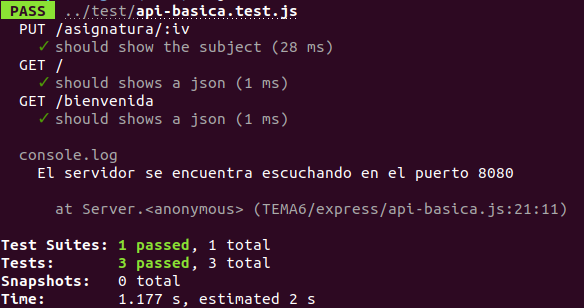 PASS ../test/api-basica.test.js
PUT /asignatura/:iv
✓ should show the subject (28 ms)
GET /
✓ should shows a json (1 ms)
GET /bienvenida
✓ should shows a json (1 ms)
console.log
El servidor se encuentra escuchando en el puerto 8080
at Server.<anonymous> (TEMA6/express/api-basica.js:21:11)
Test Suites: 1 passed, 1 total
Tests: 3 passed, 3 total
Snapshots: 0 total
Time: 1.177 s, estimated 2 s